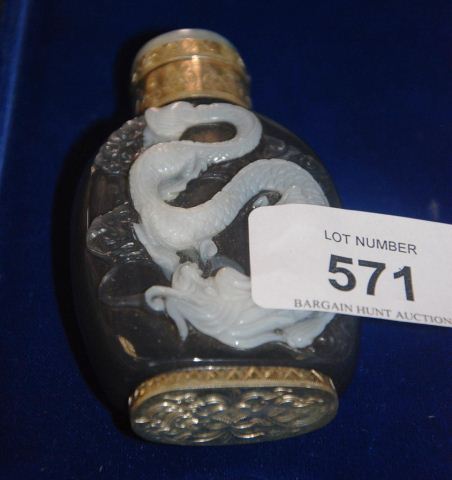 LOT NUMBER
571
BARGAIN HUNT AUCTION